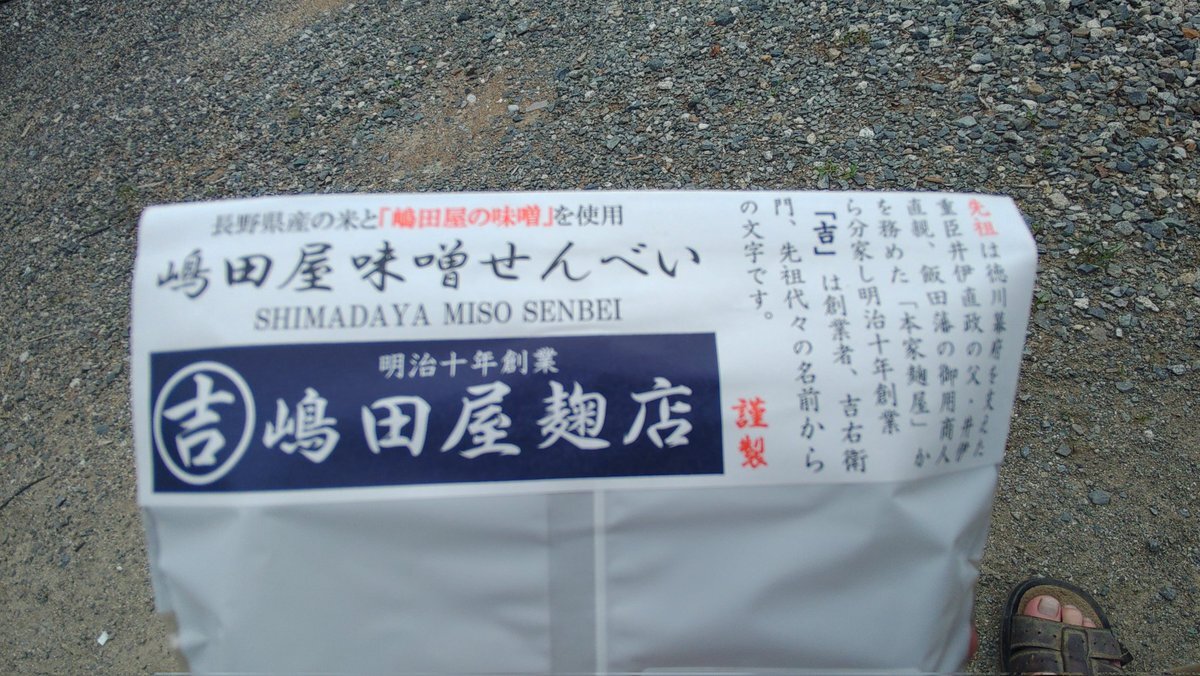 長野県産の米と「嶋田屋の味噌」を使用
嶋田屋味噌せんべい
SHIMADAYA MISO SENBEI
明治十年創業
吉 嶋田屋麹店
先祖は徳川幕府を支えた
重臣井伊直政の父・井伊
直親、飯田藩の御用商人
を務めた「本家麹屋」か
ら分家し明治十年創業
「吉」は創業者、吉右衛
門、先祖代々の名前から
の文字です。
謹製